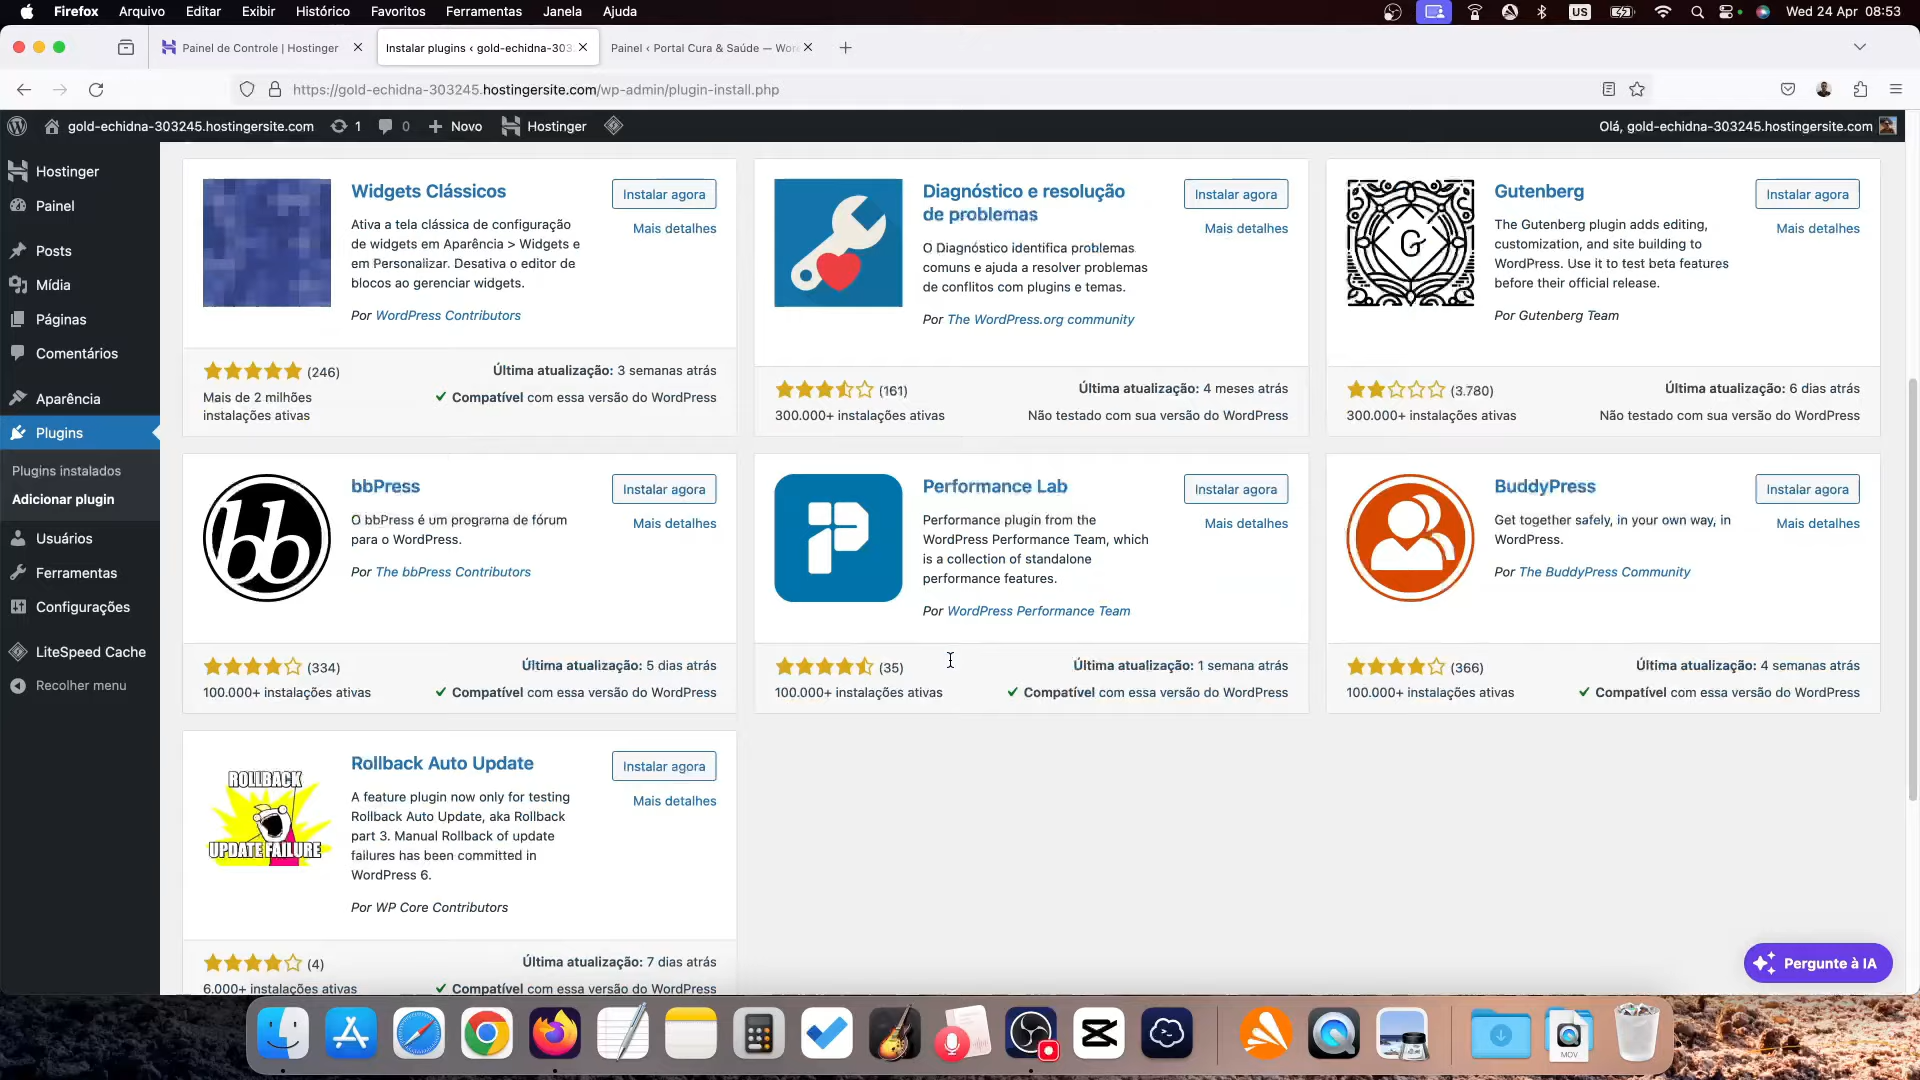 Firefox Arquivo Editar Exibir Histórico Favoritos Ferramentas Janela Ajuda US Wed 24 Apr 08:53
Painel de Controle | Hostinger
Instalar plugins ‹ gold-echidna-303
Painel ‹ Portal Cura & Saúde — Wor
https://gold-echidna-303245.hostingersite.com/wp-admin/plugin-install.php
gold-echidna-303245.hostingersite.com 1 0 Novo Hostinger Olá, gold-echidna-303245.hostingersite.com
Hostinger
Painel
Posts
Mídia
Páginas
Comentários
Aparência
Plugins
Plugins instalados
Adicionar plugin
Usuários
Ferramentas
Configurações
LiteSpeed Cache
Recolher menu
Widgets Clássicos
Instalar agora
Mais detalhes
Ativa a tela clássica de configuração
de widgets em Aparência > Widgets e
em Personalizar. Desativa o editor de
blocos ao gerenciar widgets.
Por WordPress Contributors
(246)
Mais de 2 milhões
instalações ativas
Última atualização: 3 semanas atrás
Compatível com essa versão do WordPress
Diagnóstico e resolução
de problemas
Instalar agora
Mais detalhes
O Diagnóstico identifica problemas
comuns e ajuda a resolver problemas
de conflitos com plugins e temas.
Por The WordPress.org community
(161)
300.000+ instalações ativas
Última atualização: 4 meses atrás
Não testado com sua versão do WordPress
G
Gutenberg
Instalar agora
Mais detalhes
The Gutenberg plugin adds editing,
customization, and site building to
WordPress. Use it to test beta features
before their official release.
Por Gutenberg Team
(3.780)
300.000+ instalações ativas
Última atualização: 6 dias atrás
Não testado com sua versão do WordPress
bb
bbPress
Instalar agora
Mais detalhes
O bbPress é um programa de fórum
para o WordPress.
Por The bbPress Contributors
(334)
100.000+ instalações ativas
Última atualização: 5 dias atrás
Compatível com essa versão do WordPress
Performance Lab
Instalar agora
Mais detalhes
Performance plugin from the
WordPress Performance Team, which
is a collection of standalone
performance features.
Por WordPress Performance Team
(35)
100.000+ instalações ativas
Última atualização: 1 semana atrás
Compatível com essa versão do WordPress
BuddyPress
Instalar agora
Mais detalhes
Get together safely, in your own way, in
WordPress.
Por The BuddyPress Community
(366)
100.000+ instalações ativas
Última atualização: 4 semanas atrás
Compatível com essa versão do WordPress
ROLLBACK
UPDATE FAILURE
Rollback Auto Update
Instalar agora
Mais detalhes
A feature plugin now only for testing
Rollback Auto Update, aka Rollback
part 3. Manual Rollback of update
failures has been committed in
WordPress 6.
Por WP Core Contributors
(4)
6.000+ instalações ativas
Última atualização: 7 dias atrás
Compatível com essa versão do WordPress
Pergunte à IA
MOV